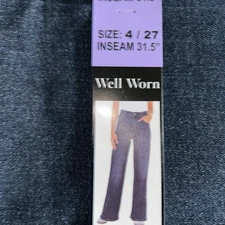 SIZE: 4 / 27
INSEAM 31.5"
Well Worn